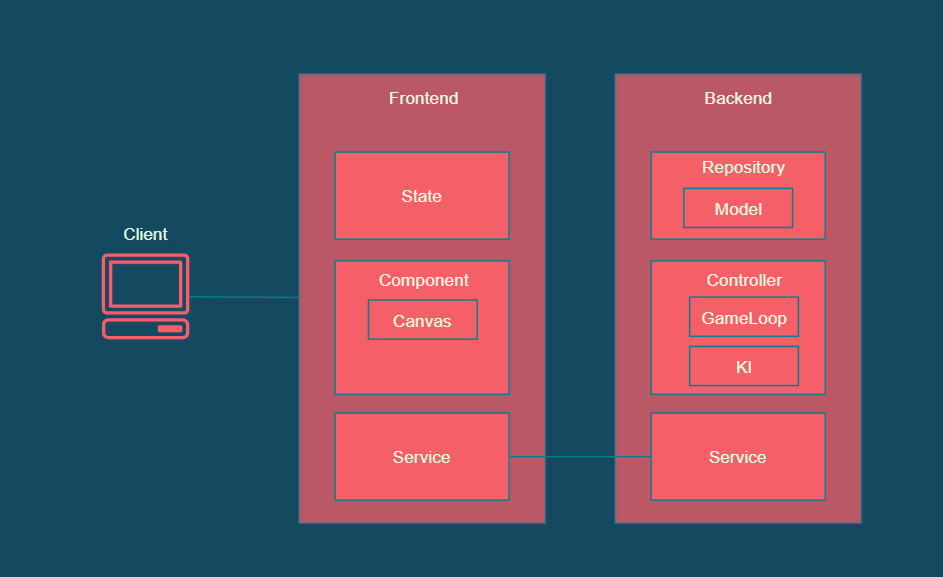 Client
Frontend
State
Component
Canvas
Service
Backend
Repository
Model
Controller
GameLoop
KI
Service